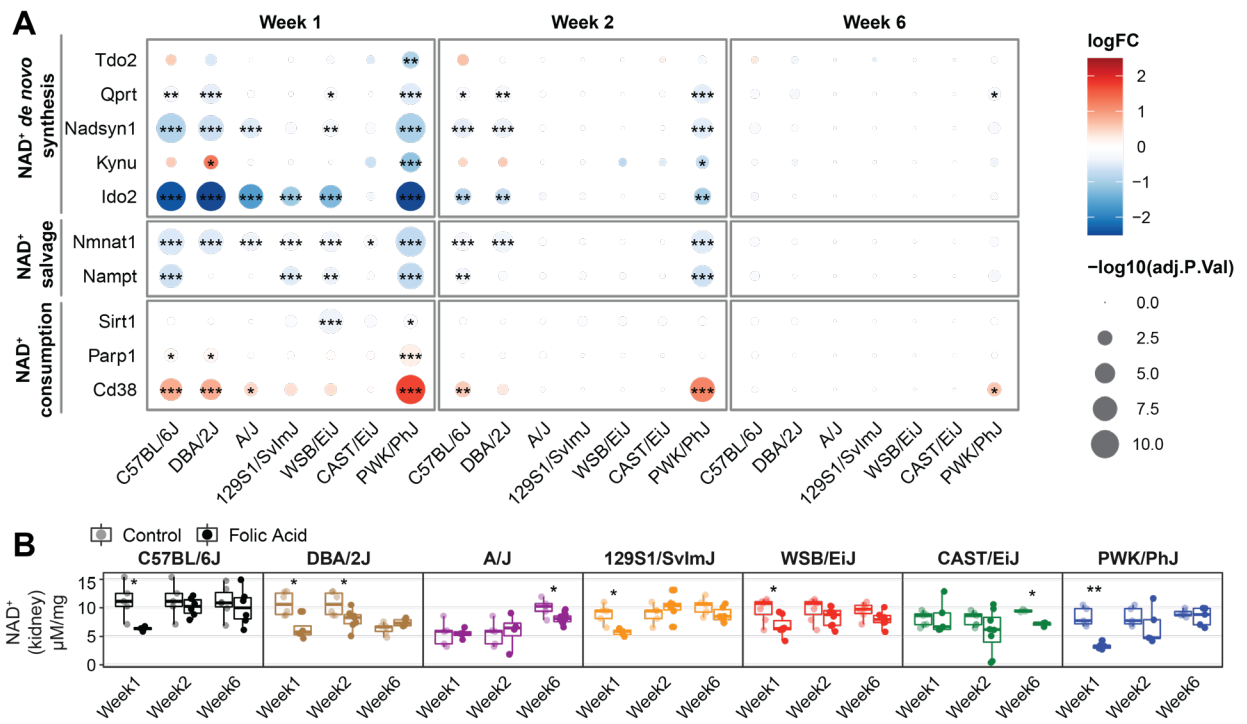 A
Week 1 Week 2 Week 6
NAD⁺ de novo
synthesis
Tdo2 **
Qprt ** *** * *** * ** *** *
Nadsyn1 *** *** *** ** *** *** *** ***
Kynu * *** *
Ido2 *** *** *** *** *** *** ** ** **
NAD⁺
salvage
Nmnat1 *** *** *** *** *** * *** *** *** ***
Nampt *** *** ** *** ** ***
NAD⁺
consumption
Sirt1 *** *
Parp1 * * ***
Cd38 *** *** * *** ** *** *
C57BL/6J DBA/2J A/J 129S1/SvImJ WSB/EiJ CAST/EiJ PWK/PhJ C57BL/6J DBA/2J A/J 129S1/SvImJ WSB/EiJ CAST/EiJ PWK/PhJ C57BL/6J DBA/2J A/J 129S1/SvImJ WSB/EiJ CAST/EiJ PWK/PhJ
logFC
2
1
0
−1
−2
−log10(adj.P.Val)
0.0
2.5
5.0
7.5
10.0
B
Control Folic Acid
C57BL/6J DBA/2J A/J 129S1/SvImJ WSB/EiJ CAST/EiJ PWK/PhJ
NAD⁺
(kidney)
µM/mg
15
10
5
0
* * * * * * * **
Week1 Week2 Week6 Week1 Week2 Week6 Week1 Week2 Week6 Week1 Week2 Week6 Week1 Week2 Week6 Week1 Week2 Week6 Week1 Week2 Week6